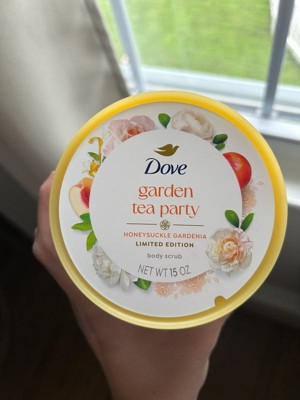 Dove
garden
tea party
HONEYSUCKLE GARDENIA
LIMITED EDITION
body scrub
NET WT 15 OZ